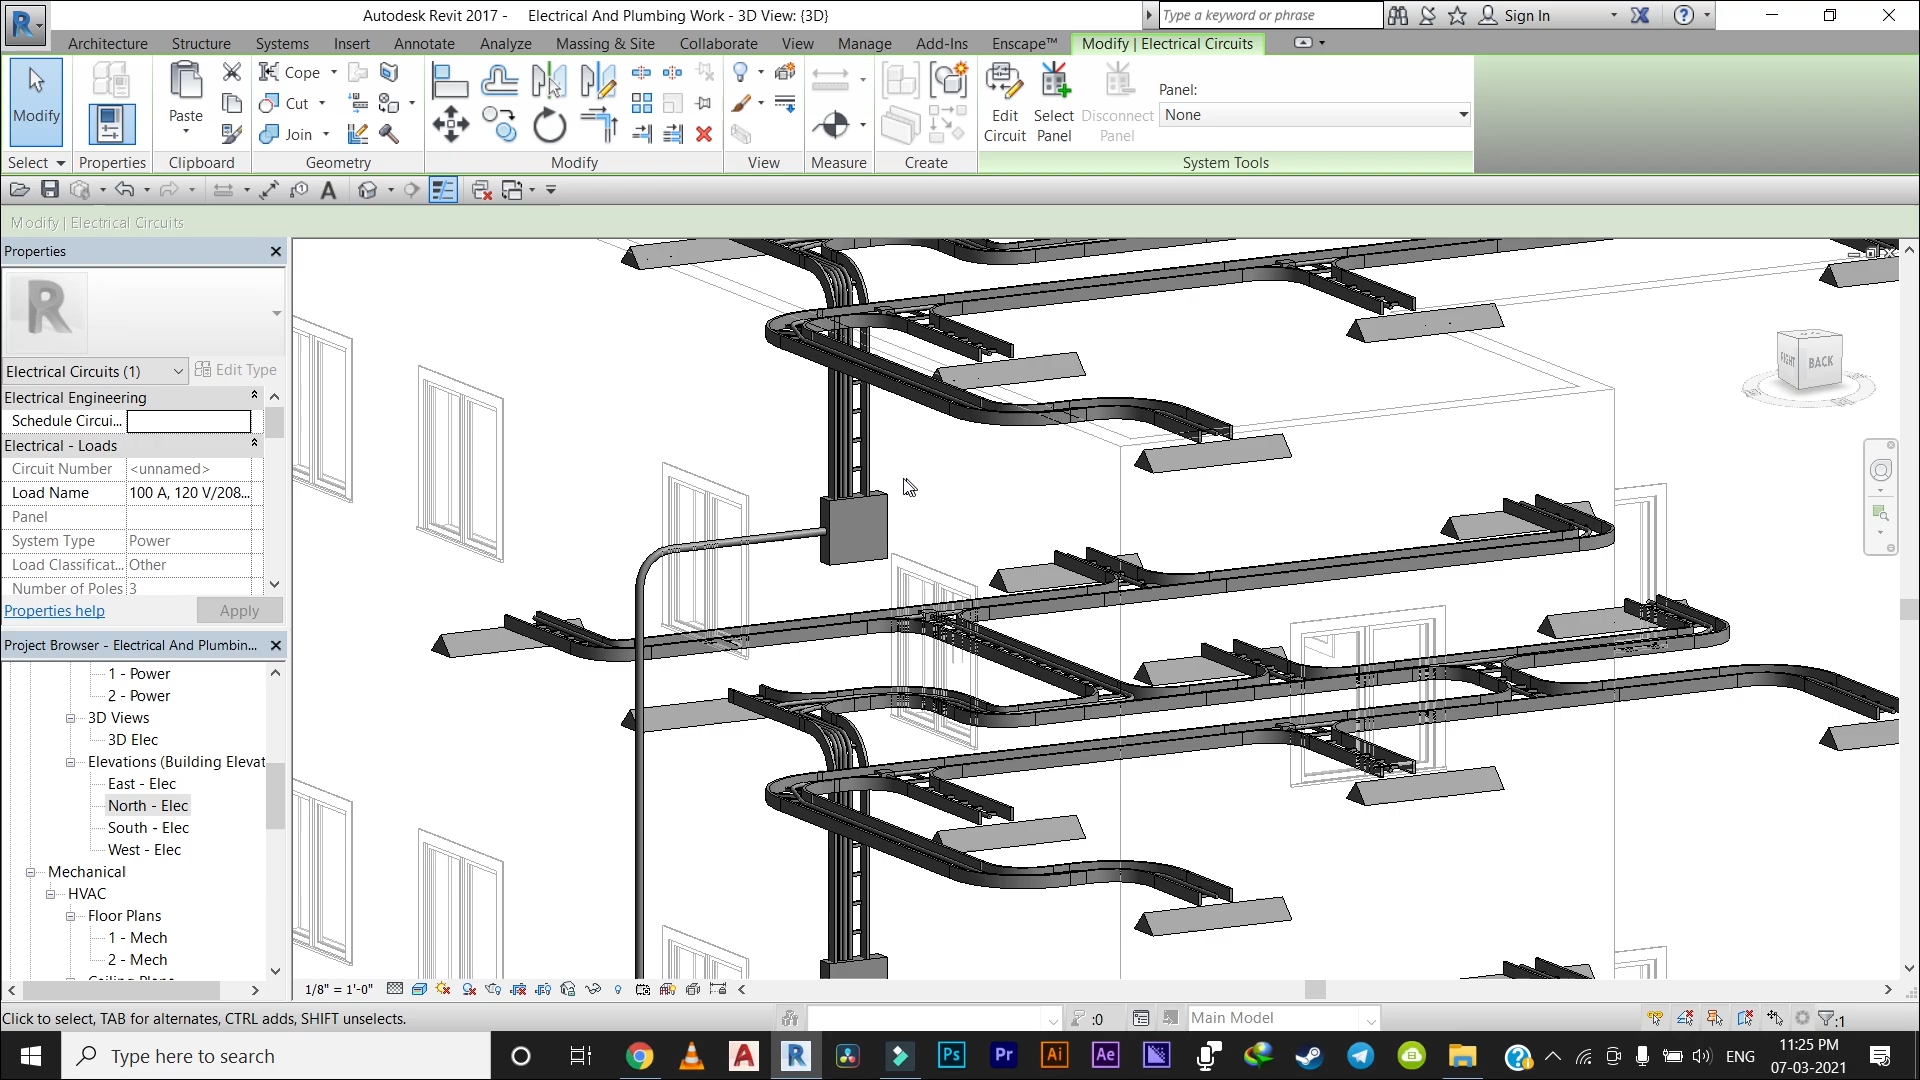 Autodesk Revit 2017 - Electrical And Plumbing Work - 3D View: {3D}
Type a keyword or phrase
Sign In
Architecture Structure Systems Insert Annotate Analyze Massing & Site Collaborate View Manage Add-Ins Enscape™ Modify | Electrical Circuits
Modify
Paste
Cope
Cut
Join
Edit Circuit
Select Panel
Disconnect Panel
Panel:
None
Select Properties Clipboard Geometry Modify View Measure Create System Tools
Modify | Electrical Circuits
Properties
R
Electrical Circuits (1)
Edit Type
Electrical Engineering
Schedule Circui...
Electrical - Loads
Circuit Number <unnamed>
Load Name 100 A, 120 V/208...
Panel
System Type Power
Load Classificat... Other
Number of Poles 3
Properties help
Apply
Project Browser - Electrical And Plumbin...
1 - Power
2 - Power
3D Views
3D Elec
Elevations (Building Elevat
East - Elec
North - Elec
South - Elec
West - Elec
Mechanical
HVAC
Floor Plans
1 - Mech
2 - Mech
RIGHT
BACK
1/8" = 1'-0"
Click to select, TAB for alternates, CTRL adds, SHIFT unselects.
:0
Main Model
:1
Type here to search
A
R
Ps
Pr
Ai
Ae
ENG
11:25 PM
07-03-2021